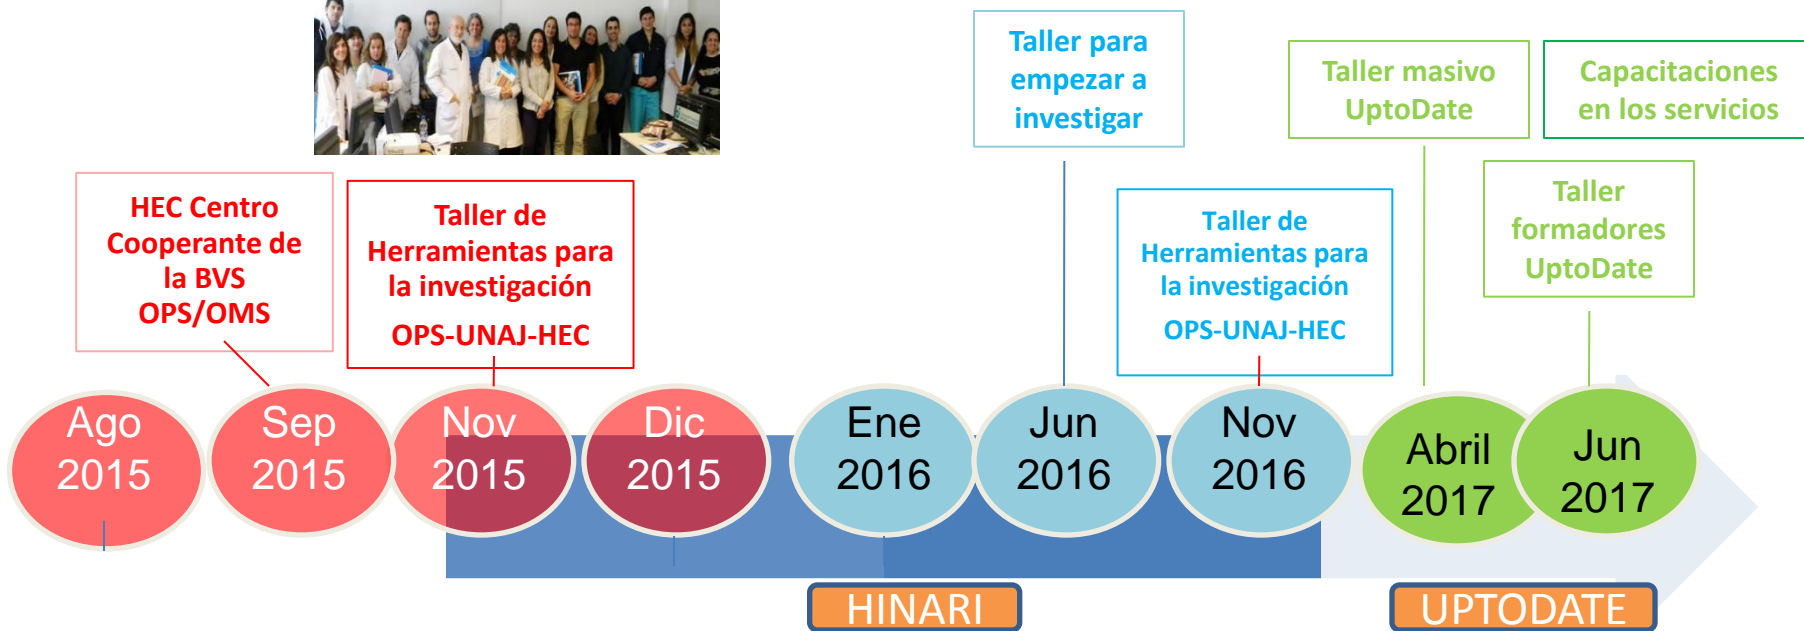 Taller para
empezar a
investigar
Taller masivo
UptoDate
Capacitaciones
en los servicios
HEC Centro
Cooperante de
la BVS
OPS/OMS
Taller de
Herramientas para
la investigación
OPS-UNAJ-HEC
Taller de
Herramientas para
la investigación
OPS-UNAJ-HEC
Taller
formadores
UptoDate
Ago
2015
Sep
2015
Nov
2015
Dic
2015
Ene
2016
Jun
2016
Nov
2016
Abril
2017
Jun
2017
HINARI
UPTODATE